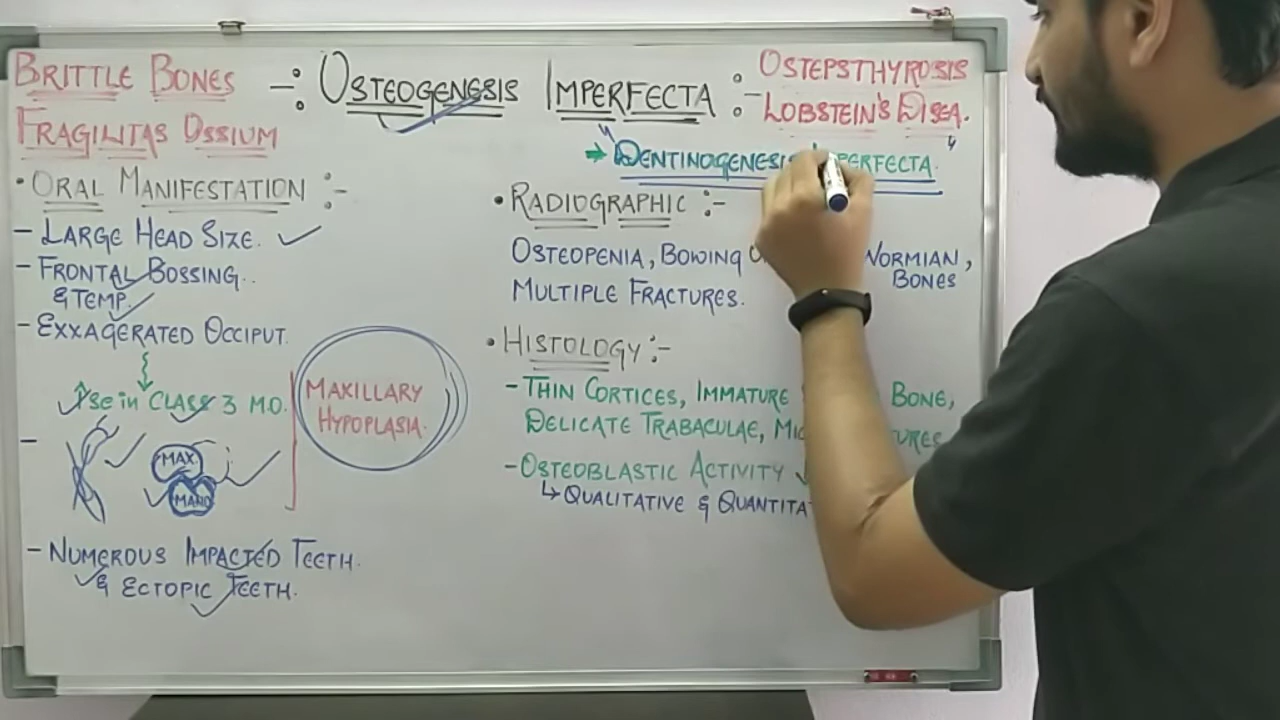 BRITTLE BONES
FRAGILITAS OSSIUM
-: OSTEOGENESIS IMPERFECTA :-
OSTEPSTHYROSIS
LOBSTEIN'S DISEA.
→ "DENTINOGENESIS PERFECTA."
• ORAL MANIFESTATION :-
- LARGE HEAD SIZE.
- FRONTAL BOSSING..
& TEMP.
- EXXAGERATED OCCIPUT.
↑se in CLASS 3 M.O.
MAXILLARY
HYPOPLASIA.
MAX
MAND
- NUMEROUS IMPACTED TEETH.
& ECTOPIC TEETH.
• RADIOGRAPHIC :-
OSTEOPENIA, BOWING WORMIAN,
BONES
MULTIPLE FRACTURES.
• HISTOLOGY :-
- THIN CORTICES, IMMATURE BONE,
DELICATE TRABACULAE,
- OSTEOBLASTIC ACTIVITY
↳ QUALITATIVE &